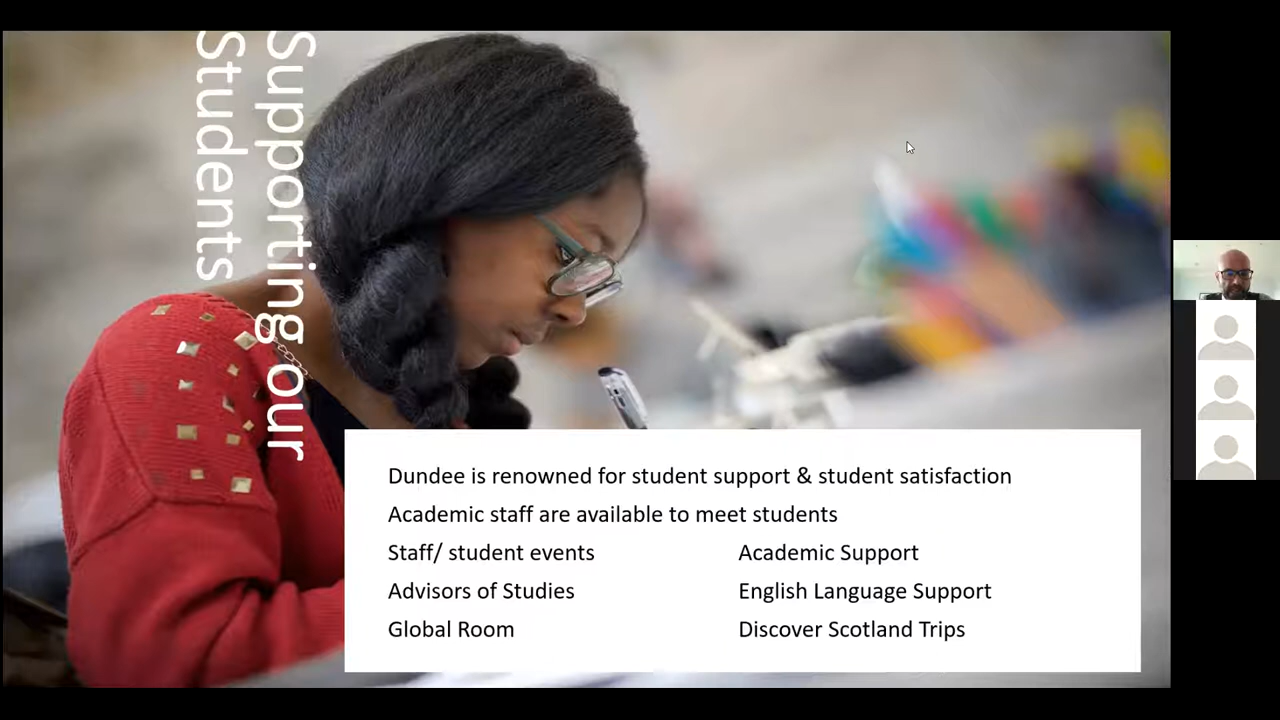 Supporting our
Students
Dundee is renowned for student support & student satisfaction
Academic staff are available to meet students
Staff/ student events
Academic Support
Advisors of Studies
English Language Support
Global Room
Discover Scotland Trips